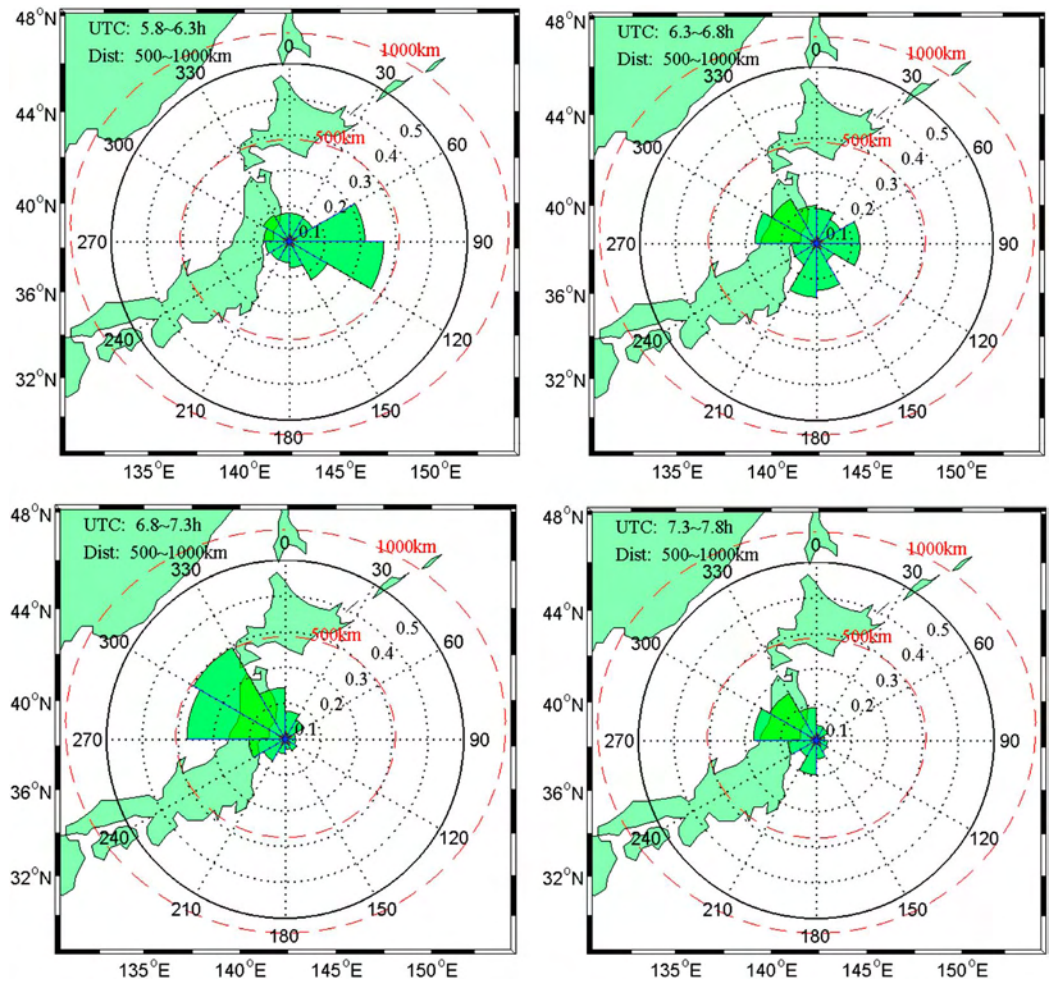 48°N
UTC: 5.8~6.3h
Dist: 500~1000km
1000km
0
330
30
44°N
300
500km
0.5
60
0.4
0.3
40°N
0.2
0.1
270
90
36°N
240
120
32°N
210
150
180
135°E 140°E 145°E 150°E
48°N
UTC: 6.3~6.8h
Dist: 500~1000km
1000km
0
330
30
44°N
300
500km
0.5
60
0.4
0.3
40°N
0.2
0.1
270
90
36°N
240
120
32°N
210
150
180
135°E 140°E 145°E 150°E
48°N
UTC: 6.8~7.3h
Dist: 500~1000km
1000km
0
330
30
44°N
300
500km
0.5
60
0.4
0.3
40°N
0.2
0.1
270
90
36°N
240
120
32°N
210
150
180
135°E 140°E 145°E 150°E
48°N
UTC: 7.3~7.8h
Dist: 500~1000km
1000km
0
330
30
44°N
300
500km
0.5
60
0.4
0.3
40°N
0.2
0.1
270
90
36°N
240
120
32°N
210
150
180
135°E 140°E 145°E 150°E